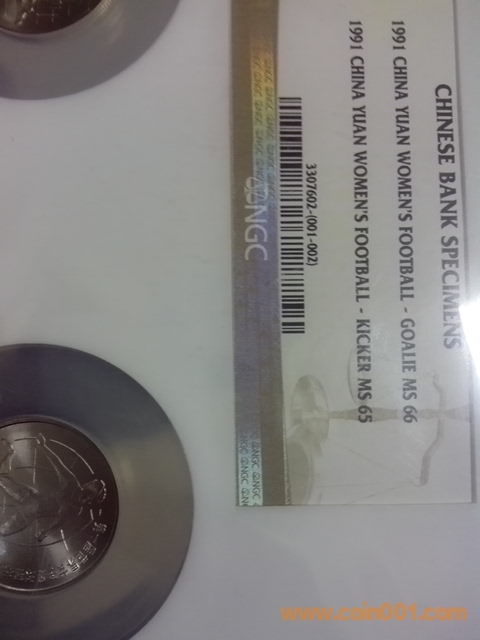 CHINESE BANK SPECIMENS
1991 CHINA YUAN WOMEN'S FOOTBALL - GOALIE MS 66
1991 CHINA YUAN WOMEN'S FOOTBALL - KICKER MS 65
3307602-(001-002)
NGC
www.coin001.com